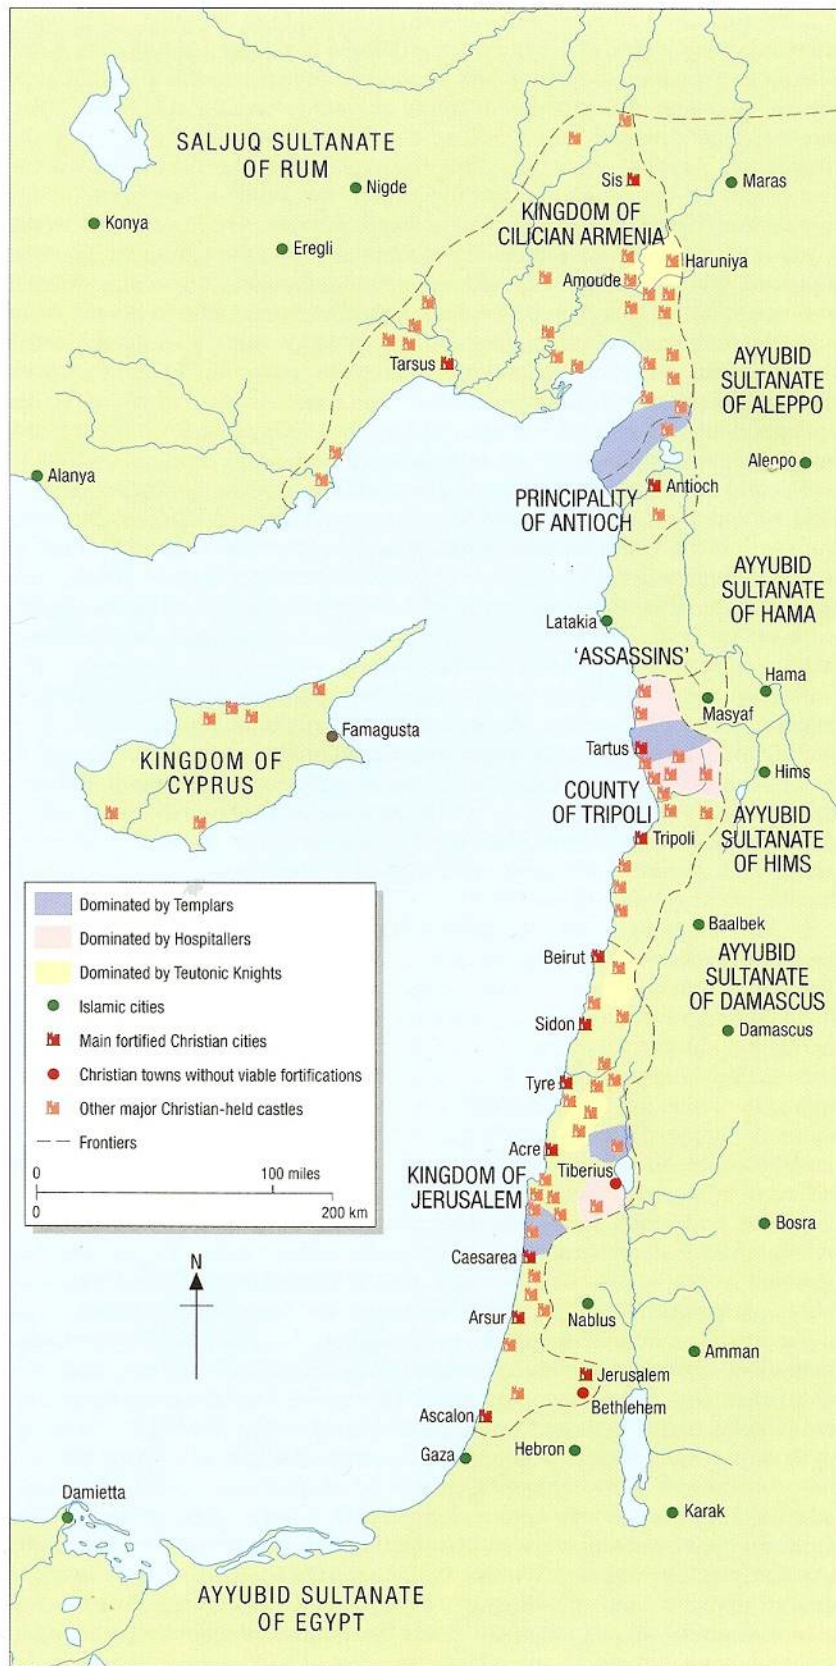 SALJUQ SULTANATE
OF RUM
Nigde
Konya
Eregli
Sis
Maras
KINGDOM OF
CILICIAN ARMENIA
Haruniya
Amoude
Tarsus
AYYUBID
SULTANATE
OF ALEPPO
Aleppo
Alanya
Antioch
PRINCIPALITY
OF ANTIOCH
AYYUBID
SULTANATE
OF HAMA
Latakia
'ASSASSINS'
Hama
Masyaf
Famagusta
KINGDOM OF
CYPRUS
Tartus
Hims
COUNTY
OF TRIPOLI
AYYUBID
SULTANATE
OF HIMS
Tripoli
Baalbek
Beirut
AYYUBID
SULTANATE
OF DAMASCUS
Sidon
Damascus
Tyre
Acre
Tiberius
KINGDOM OF
JERUSALEM
Bosra
Caesarea
Arsur
Nablus
Amman
Jerusalem
Bethlehem
Ascalon
Gaza
Hebron
Karak
Damietta
AYYUBID SULTANATE
OF EGYPT
Dominated by Templars
Dominated by Hospitallers
Dominated by Teutonic Knights
Islamic cities
Main fortified Christian cities
Christian towns without viable fortifications
Other major Christian-held castles
Frontiers
0 100 miles
0 200 km
N